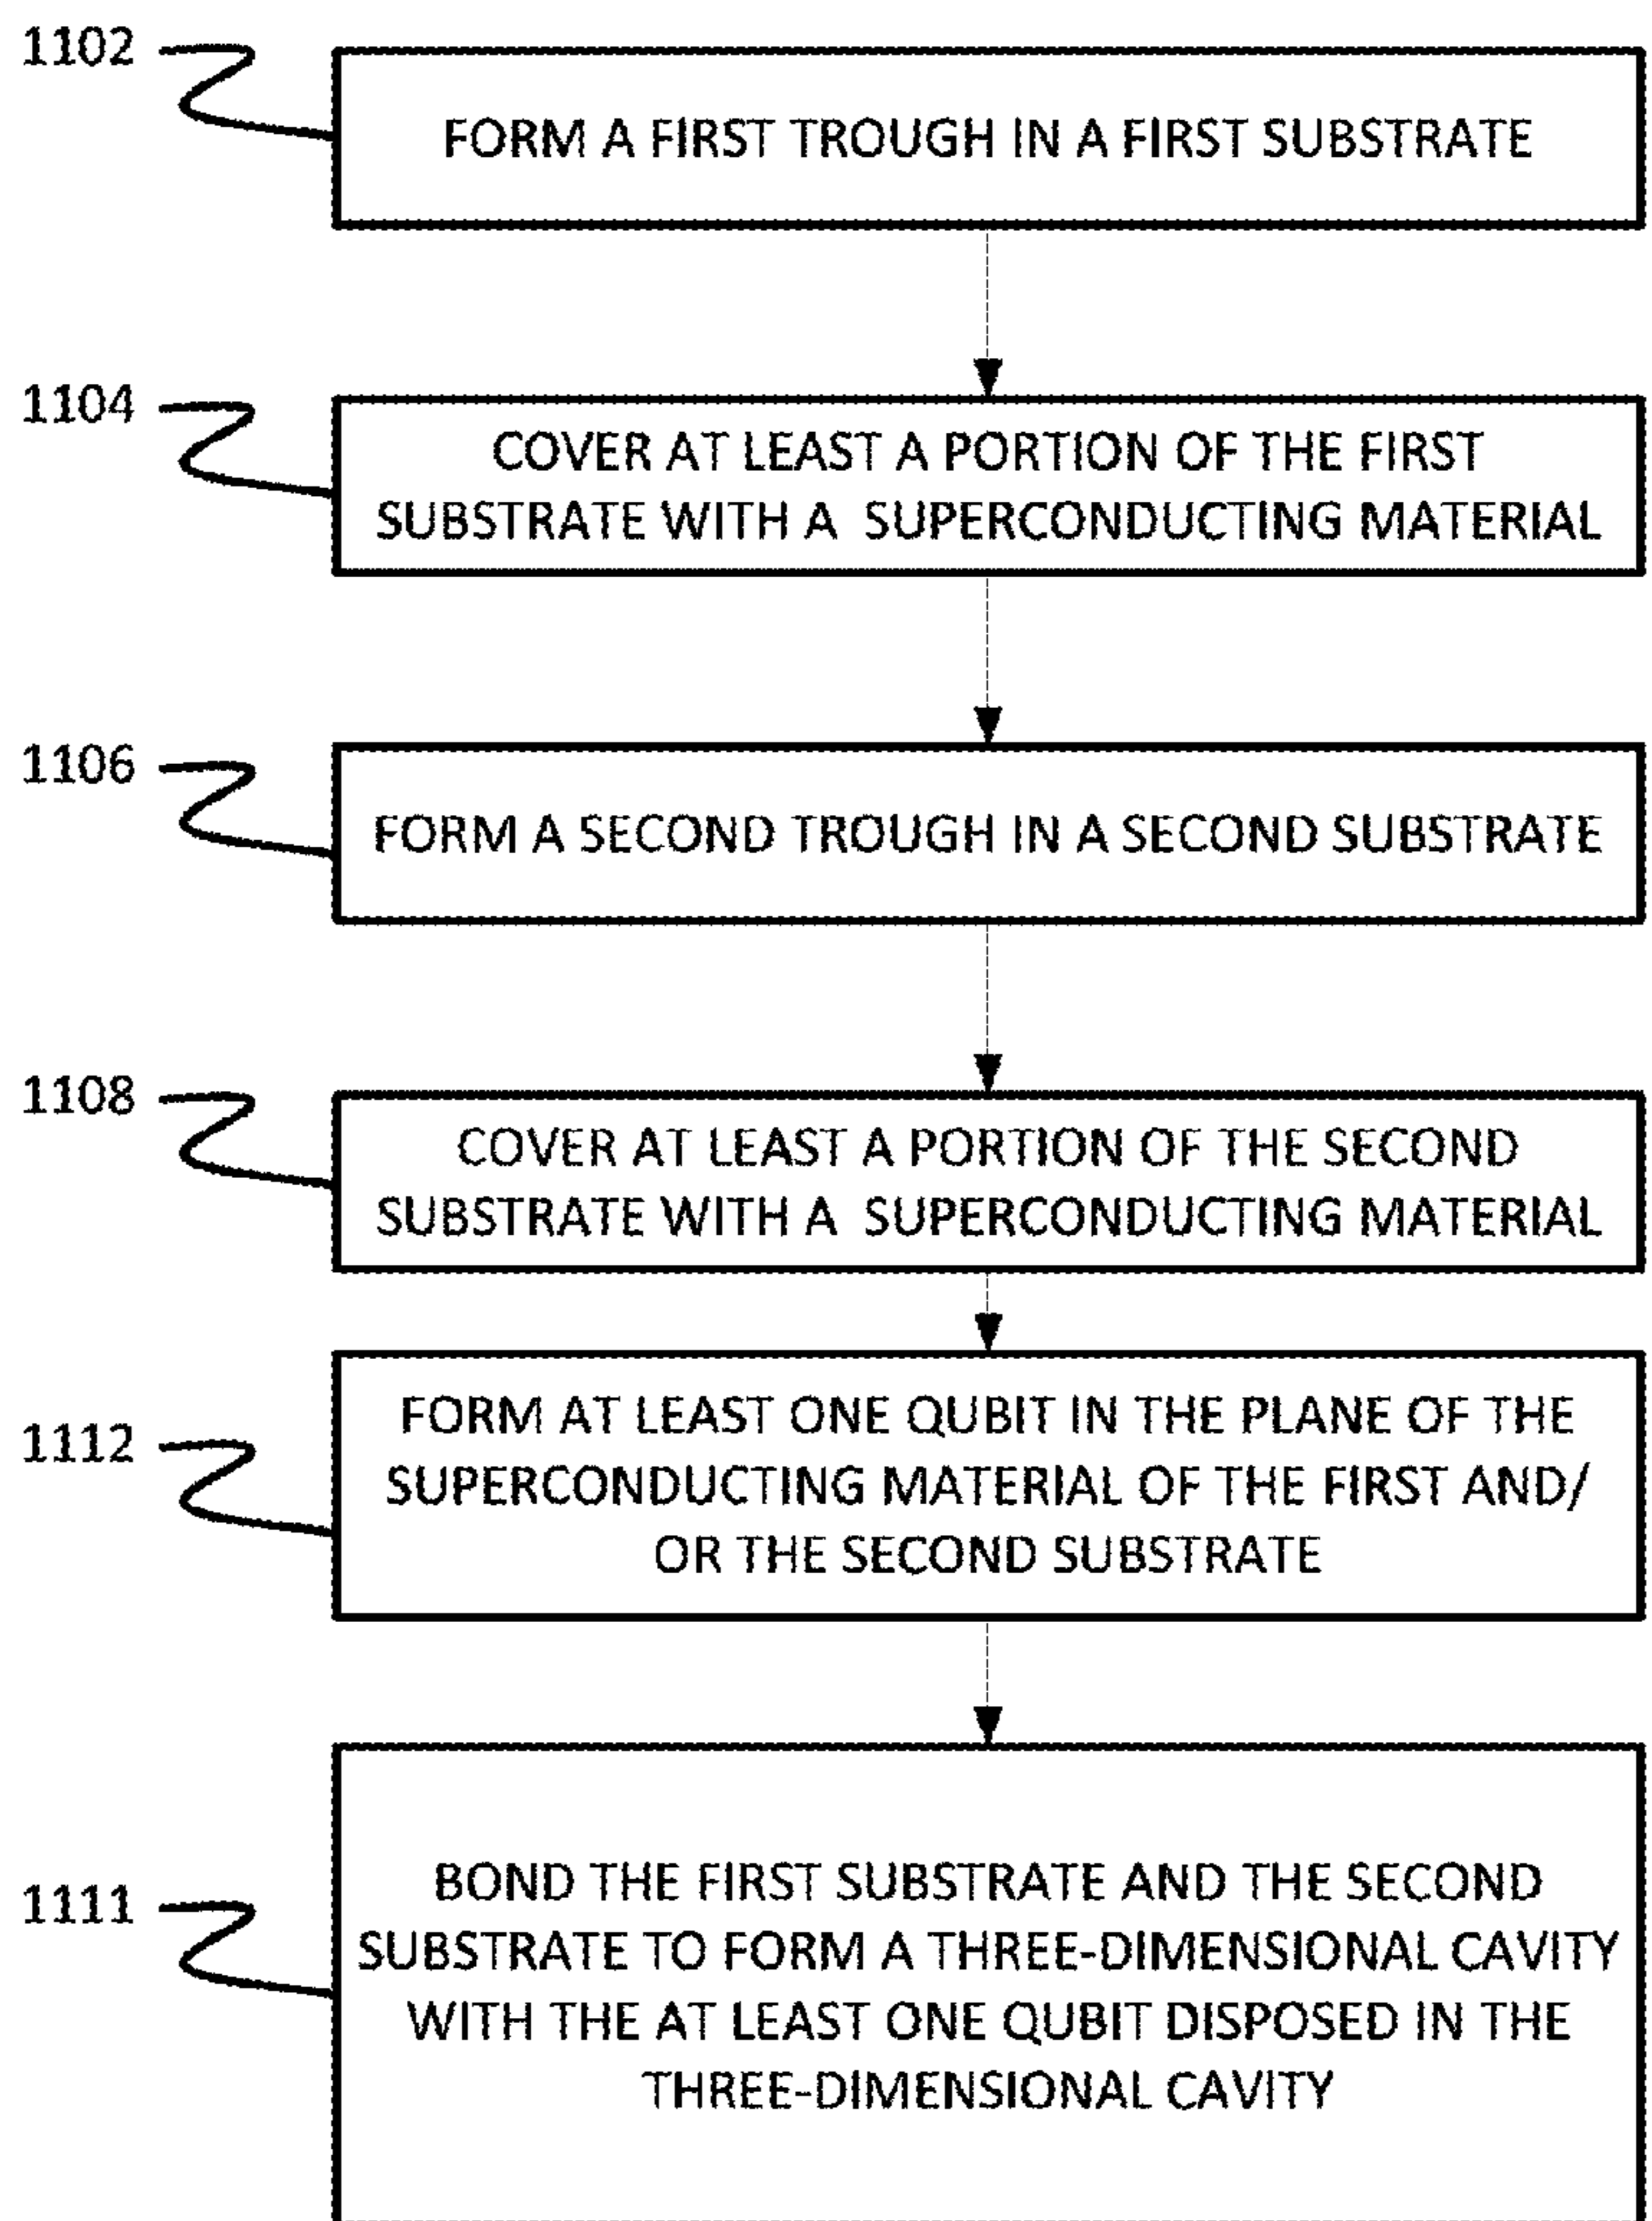 1102
FORM A FIRST TROUGH IN A FIRST SUBSTRATE
1104
COVER AT LEAST A PORTION OF THE FIRST
SUBSTRATE WITH A SUPERCONDUCTING MATERIAL
1106
FORM A SECOND TROUGH IN A SECOND SUBSTRATE
1108
COVER AT LEAST A PORTION OF THE SECOND
SUBSTRATE WITH A SUPERCONDUCTING MATERIAL
1112
FORM AT LEAST ONE QUBIT IN THE PLANE OF THE
SUPERCONDUCTING MATERIAL OF THE FIRST AND/
OR THE SECOND SUBSTRATE
1111
BOND THE FIRST SUBSTRATE AND THE SECOND
SUBSTRATE TO FORM A THREE-DIMENSIONAL CAVITY
WITH THE AT LEAST ONE QUBIT DISPOSED IN THE
THREE-DIMENSIONAL CAVITY